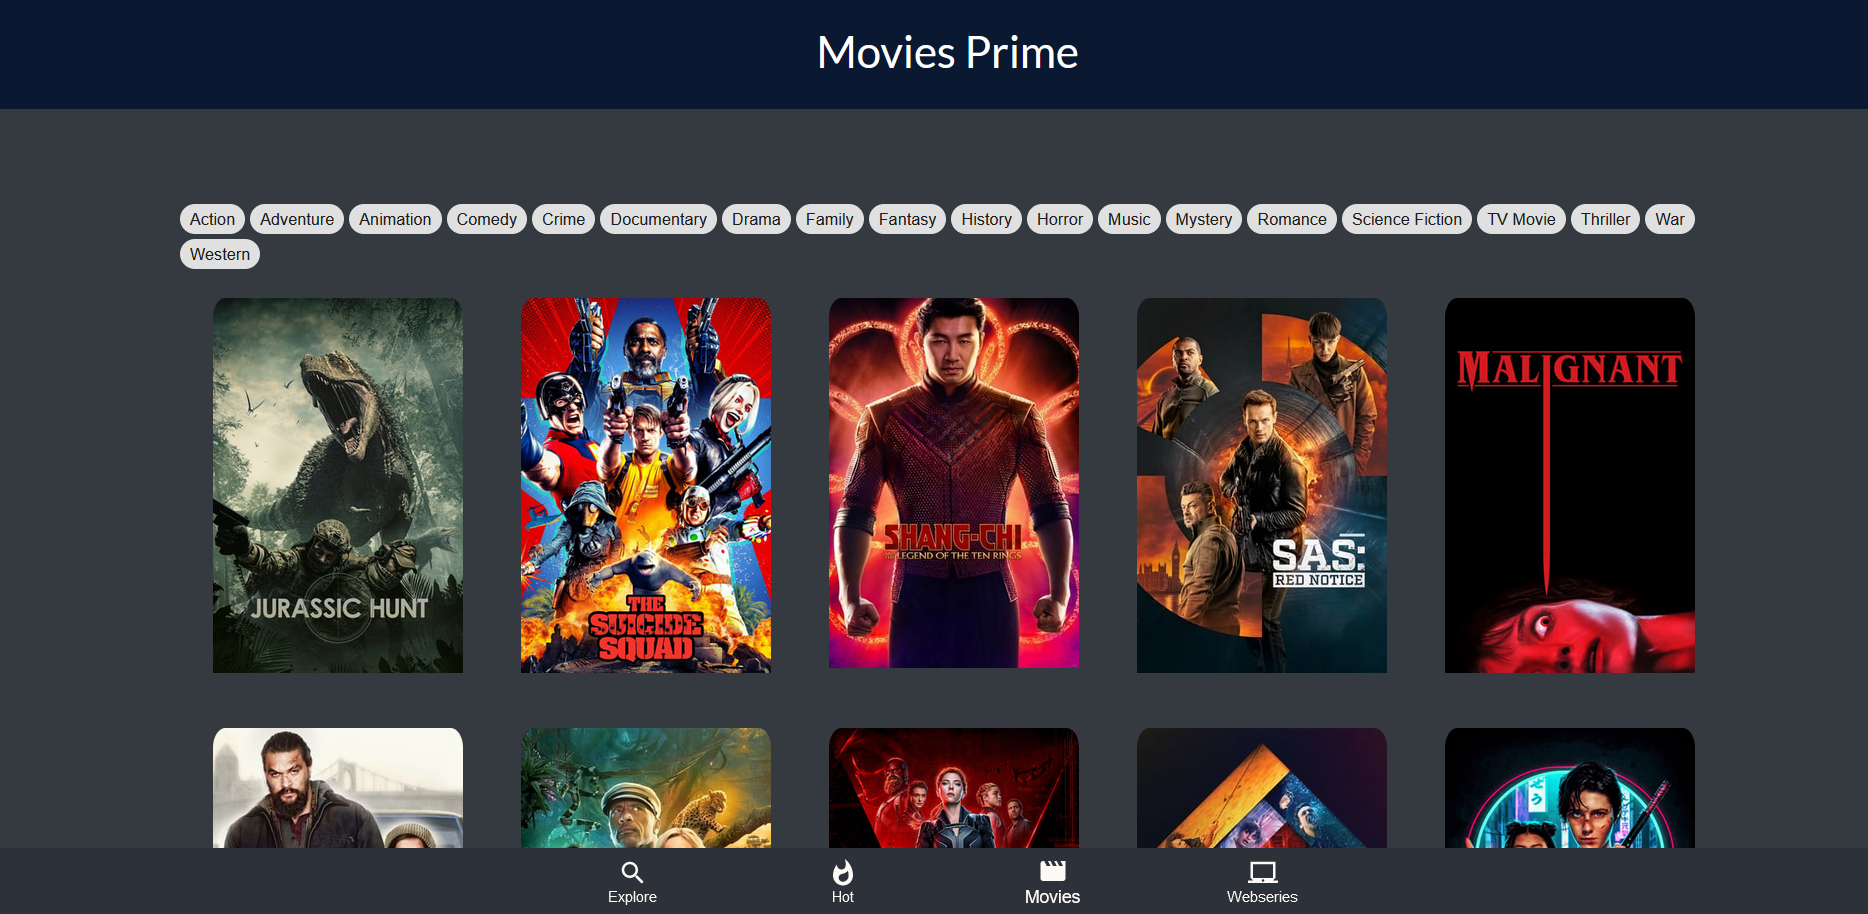 Movies Prime
Action Adventure Animation Comedy Crime Documentary Drama Family Fantasy History Horror Music Mystery Romance Science Fiction TV Movie Thriller War
Western
JURASSIC HUNT
THE
SUICIDE
SQUAD
SHANG-CHI
AND THE LEGEND OF THE TEN RINGS
SAS:
RED NOTICE
MALIGNANT
Explore Hot Movies Webseries